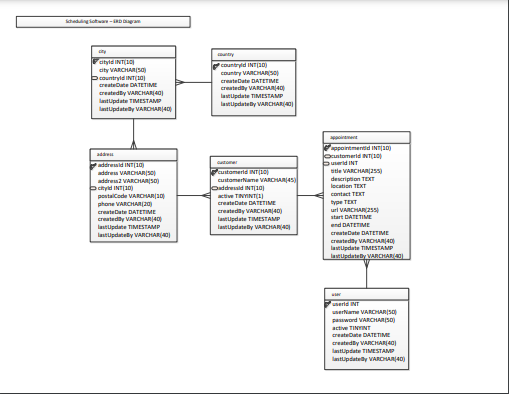 Scheduling Software – ERD Diagram
city
cityId INT(10)
city VARCHAR(50)
countryId INT(10)
createDate DATETIME
createdBy VARCHAR(40)
lastUpdate TIMESTAMP
lastUpdateBy VARCHAR(40)
country
countryId INT(10)
country VARCHAR(50)
createDate DATETIME
createdBy VARCHAR(40)
lastUpdate TIMESTAMP
lastUpdateBy VARCHAR(40)
address
addressId INT(10)
address VARCHAR(50)
address2 VARCHAR(50)
cityId INT(10)
postalCode VARCHAR(10)
phone VARCHAR(20)
createDate DATETIME
createdBy VARCHAR(40)
lastUpdate TIMESTAMP
lastUpdateBy VARCHAR(40)
customer
customerId INT(10)
customerName VARCHAR(45)
addressId INT(10)
active TINYINT(1)
createDate DATETIME
createdBy VARCHAR(40)
lastUpdate TIMESTAMP
lastUpdateBy VARCHAR(40)
appointment
appointmentId INT(10)
customerId INT(10)
userId INT
title VARCHAR(255)
description TEXT
location TEXT
contact TEXT
type TEXT
url VARCHAR(255)
start DATETIME
end DATETIME
createDate DATETIME
createdBy VARCHAR(40)
lastUpdate TIMESTAMP
lastUpdateBy VARCHAR(40)
user
userId INT
userName VARCHAR(50)
password VARCHAR(50)
active TINYINT
createDate DATETIME
createdBy VARCHAR(40)
lastUpdate TIMESTAMP
lastUpdateBy VARCHAR(40)